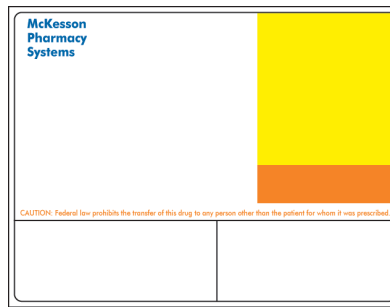 McKesson
Pharmacy
Systems
CAUTION: Federal law prohibits the transfer of this drug to any person other than the patient for whom it was prescribed.